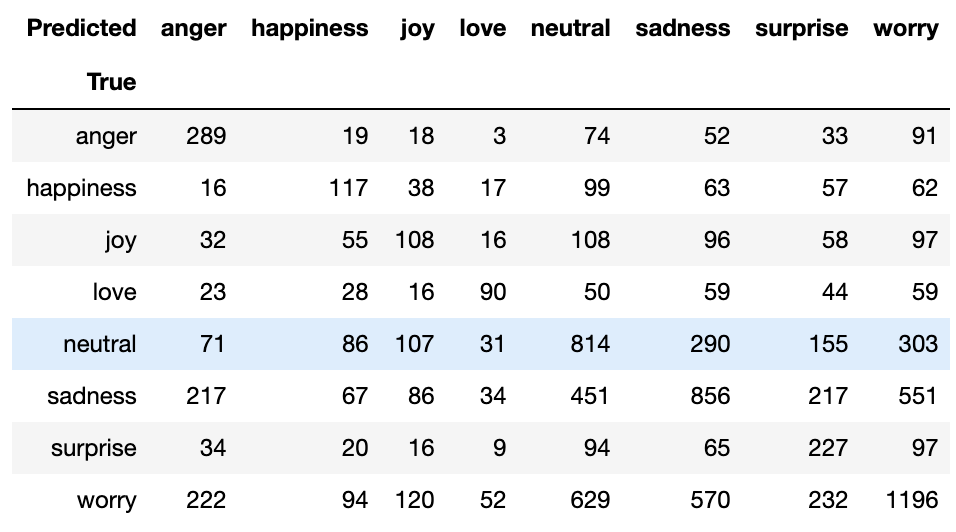 Predicted anger happiness joy love neutral sadness surprise worry
True
anger 289 19 18 3 74 52 33 91
happiness 16 117 38 17 99 63 57 62
joy 32 55 108 16 108 96 58 97
love 23 28 16 90 50 59 44 59
neutral 71 86 107 31 814 290 155 303
sadness 217 67 86 34 451 856 217 551
surprise 34 20 16 9 94 65 227 97
worry 222 94 120 52 629 570 232 1196